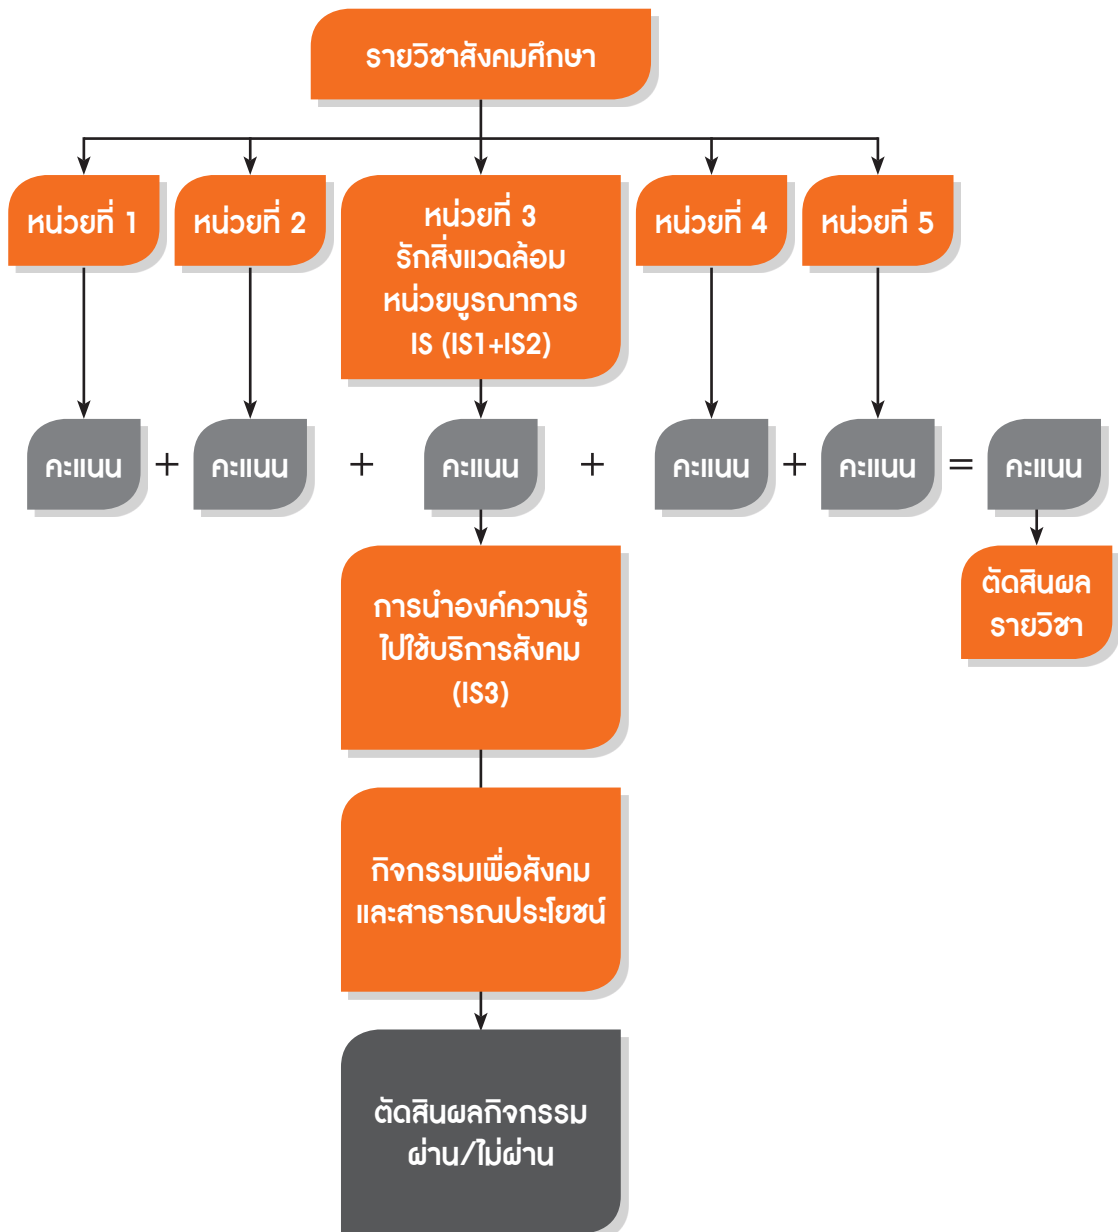 รายวิชาสังคมศึกษา
หน่วยที่ 1
หน่วยที่ 2
หน่วยที่ 3
รักสิ่งแวดล้อม
หน่วยบูรณาการ
IS (IS1+IS2)
หน่วยที่ 4
หน่วยที่ 5
คะแนน + คะแนน + คะแนน + คะแนน + คะแนน = คะแนน
การนำองค์ความรู้
ไปใช้บริการสังคม
(IS3)
ตัดสินผล
รายวิชา
กิจกรรมเพื่อสังคม
และสาธารณประโยชน์
ตัดสินผลกิจกรรม
ผ่าน/ไม่ผ่าน